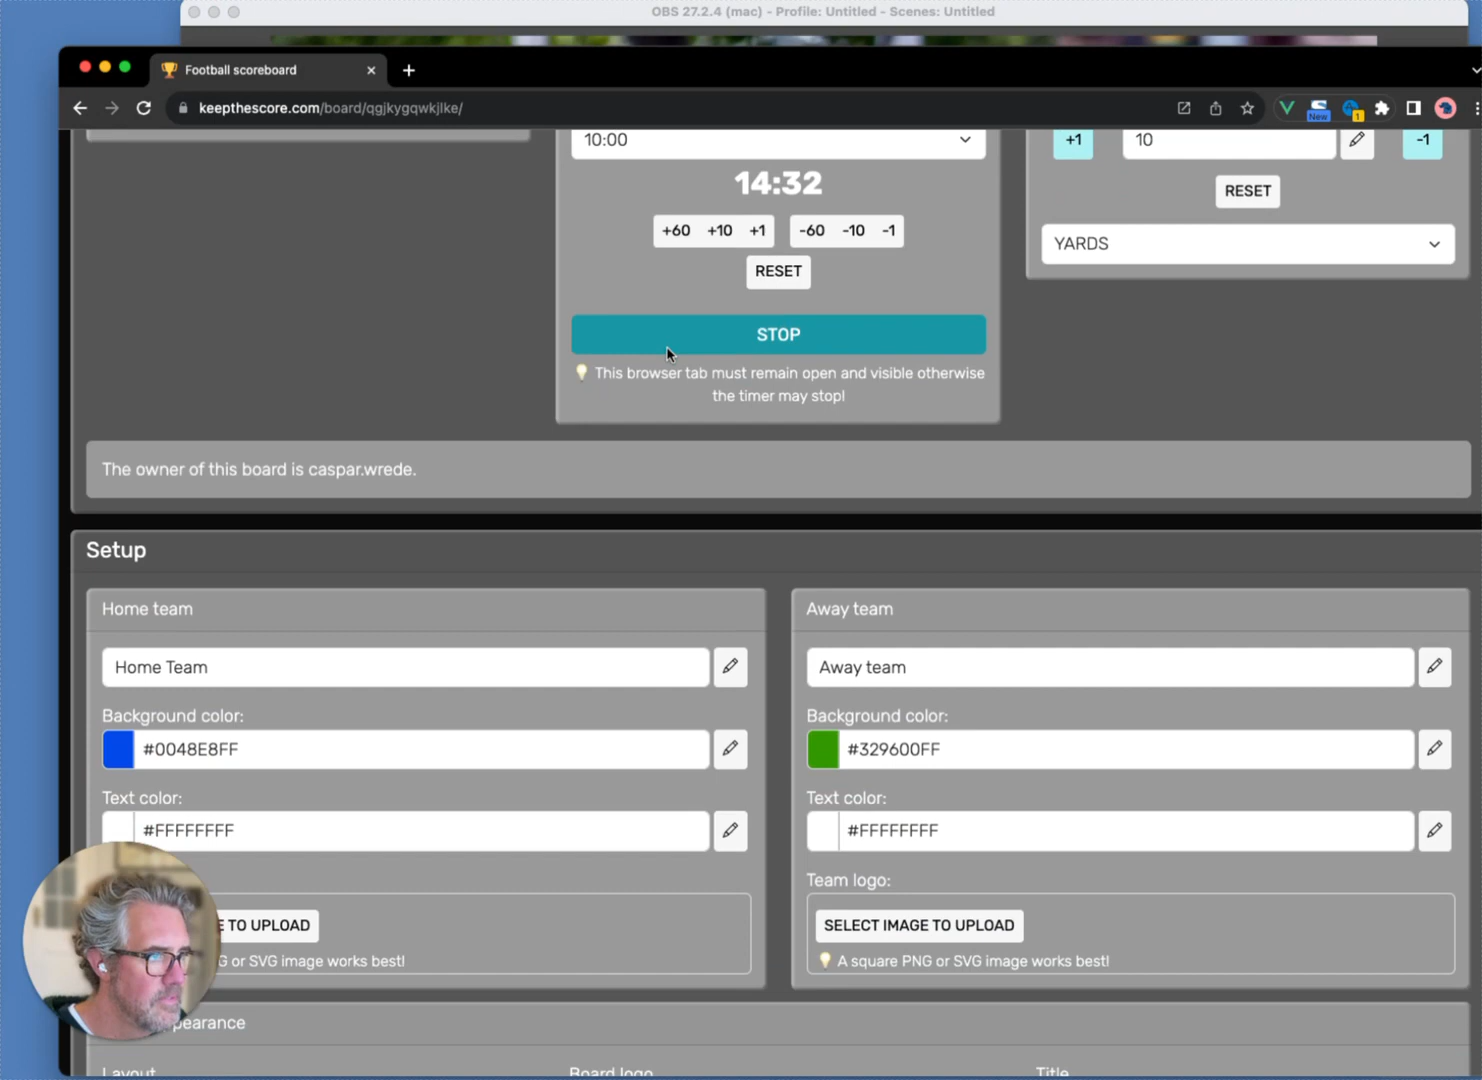 OBS 27.2.4 (mac) - Profile: Untitled - Scenes: Untitled
Football scoreboard
keepthescore.com/board/qgjkygqwkjlke/
New
1
10:00
14:32
+60 +10 +1 -60 -10 -1
RESET
STOP
This browser tab must remain open and visible otherwise
the timer may stop!
+1 10 -1
RESET
YARDS
The owner of this board is caspar.wrede.
Setup
Home team
Home Team
Background color:
#0048E8FF
Text color:
#FFFFFFFF
E TO UPLOAD
G or SVG image works best!
Away team
Away team
Background color:
#329600FF
Text color:
#FFFFFFFF
Team logo:
SELECT IMAGE TO UPLOAD
A square PNG or SVG image works best!
pearance
Layout
Board logo
Title